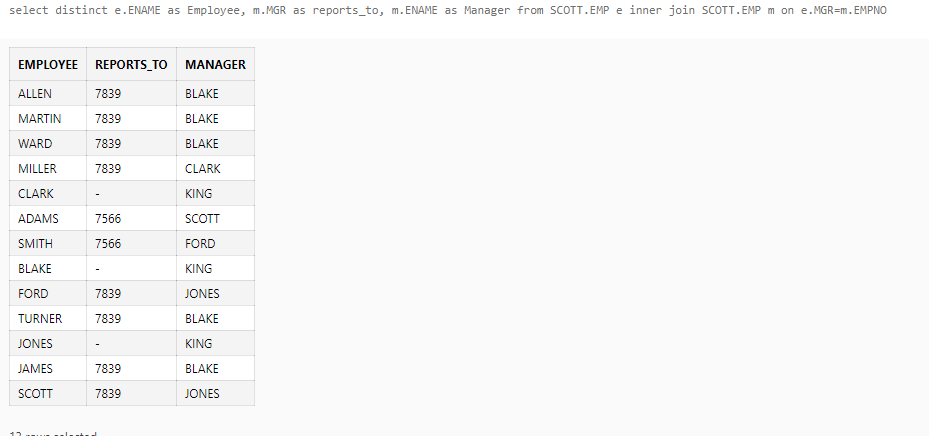 select distinct e.ENAME as Employee, m.MGR as reports_to, m.ENAME as Manager from SCOTT.EMP e inner join SCOTT.EMP m on e.MGR=m.EMPNO
EMPLOYEE REPORTS_TO MANAGER
ALLEN 7839 BLAKE
MARTIN 7839 BLAKE
WARD 7839 BLAKE
MILLER 7839 CLARK
CLARK - KING
ADAMS 7566 SCOTT
SMITH 7566 FORD
BLAKE - KING
FORD 7839 JONES
TURNER 7839 BLAKE
JONES - KING
JAMES 7839 BLAKE
SCOTT 7839 JONES
rows selected